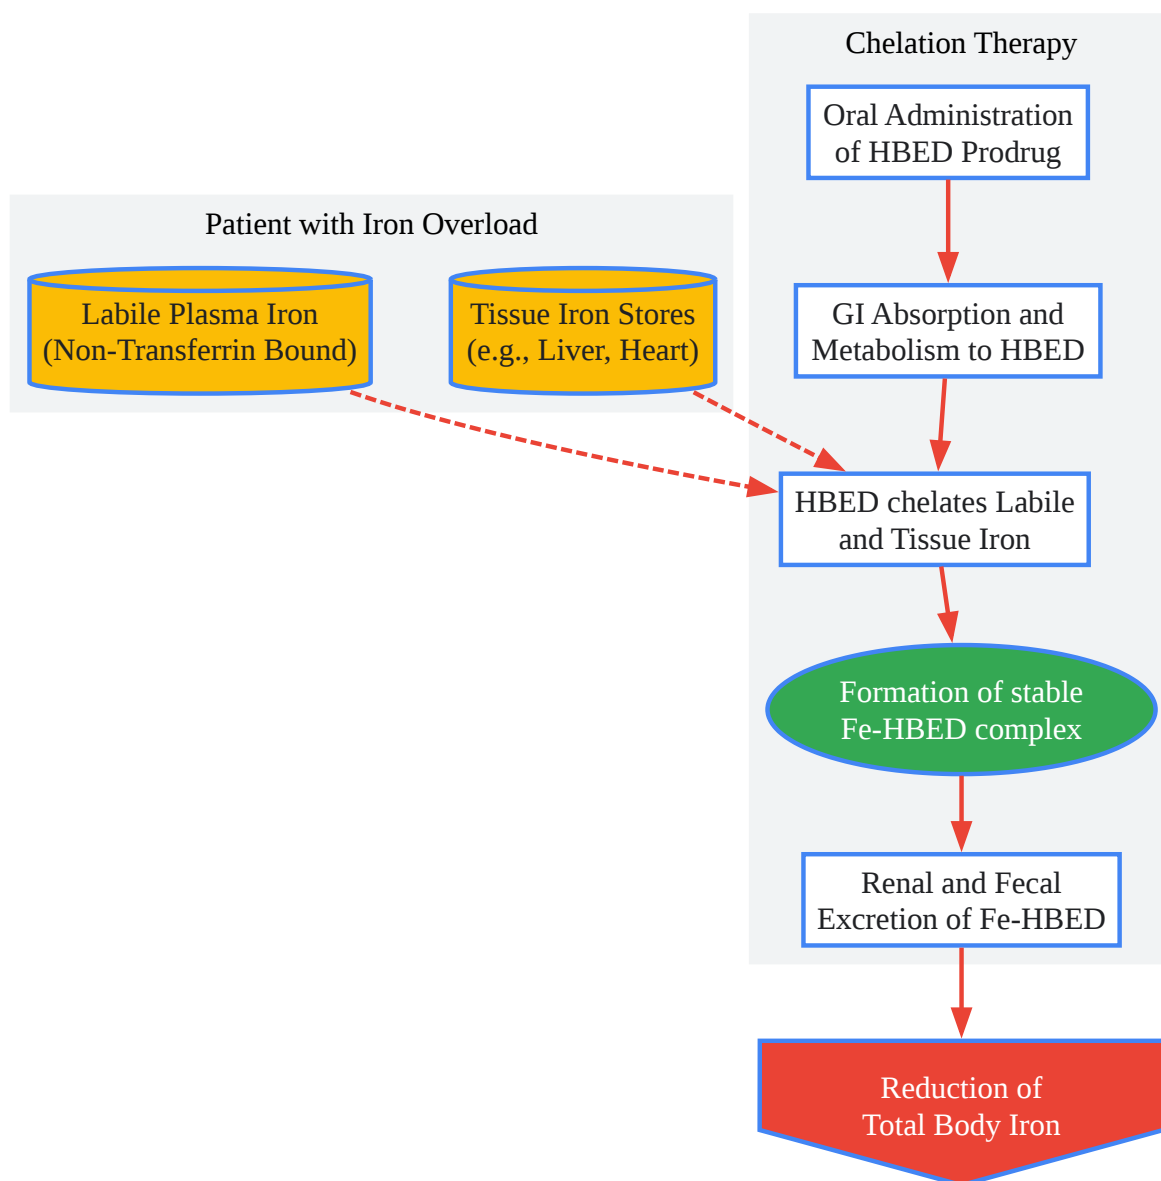 Chelation Therapy
Oral Administration
of HBED Prodrug
Patient with Iron Overload
Labile Plasma Iron
(Non-Transferrin Bound)
Tissue Iron Stores
(e.g., Liver, Heart)
GI Absorption and
Metabolism to HBED
HBED chelates Labile
and Tissue Iron
Formation of stable
Fe-HBED complex
Renal and Fecal
Excretion of Fe-HBED
Reduction of
Total Body Iron